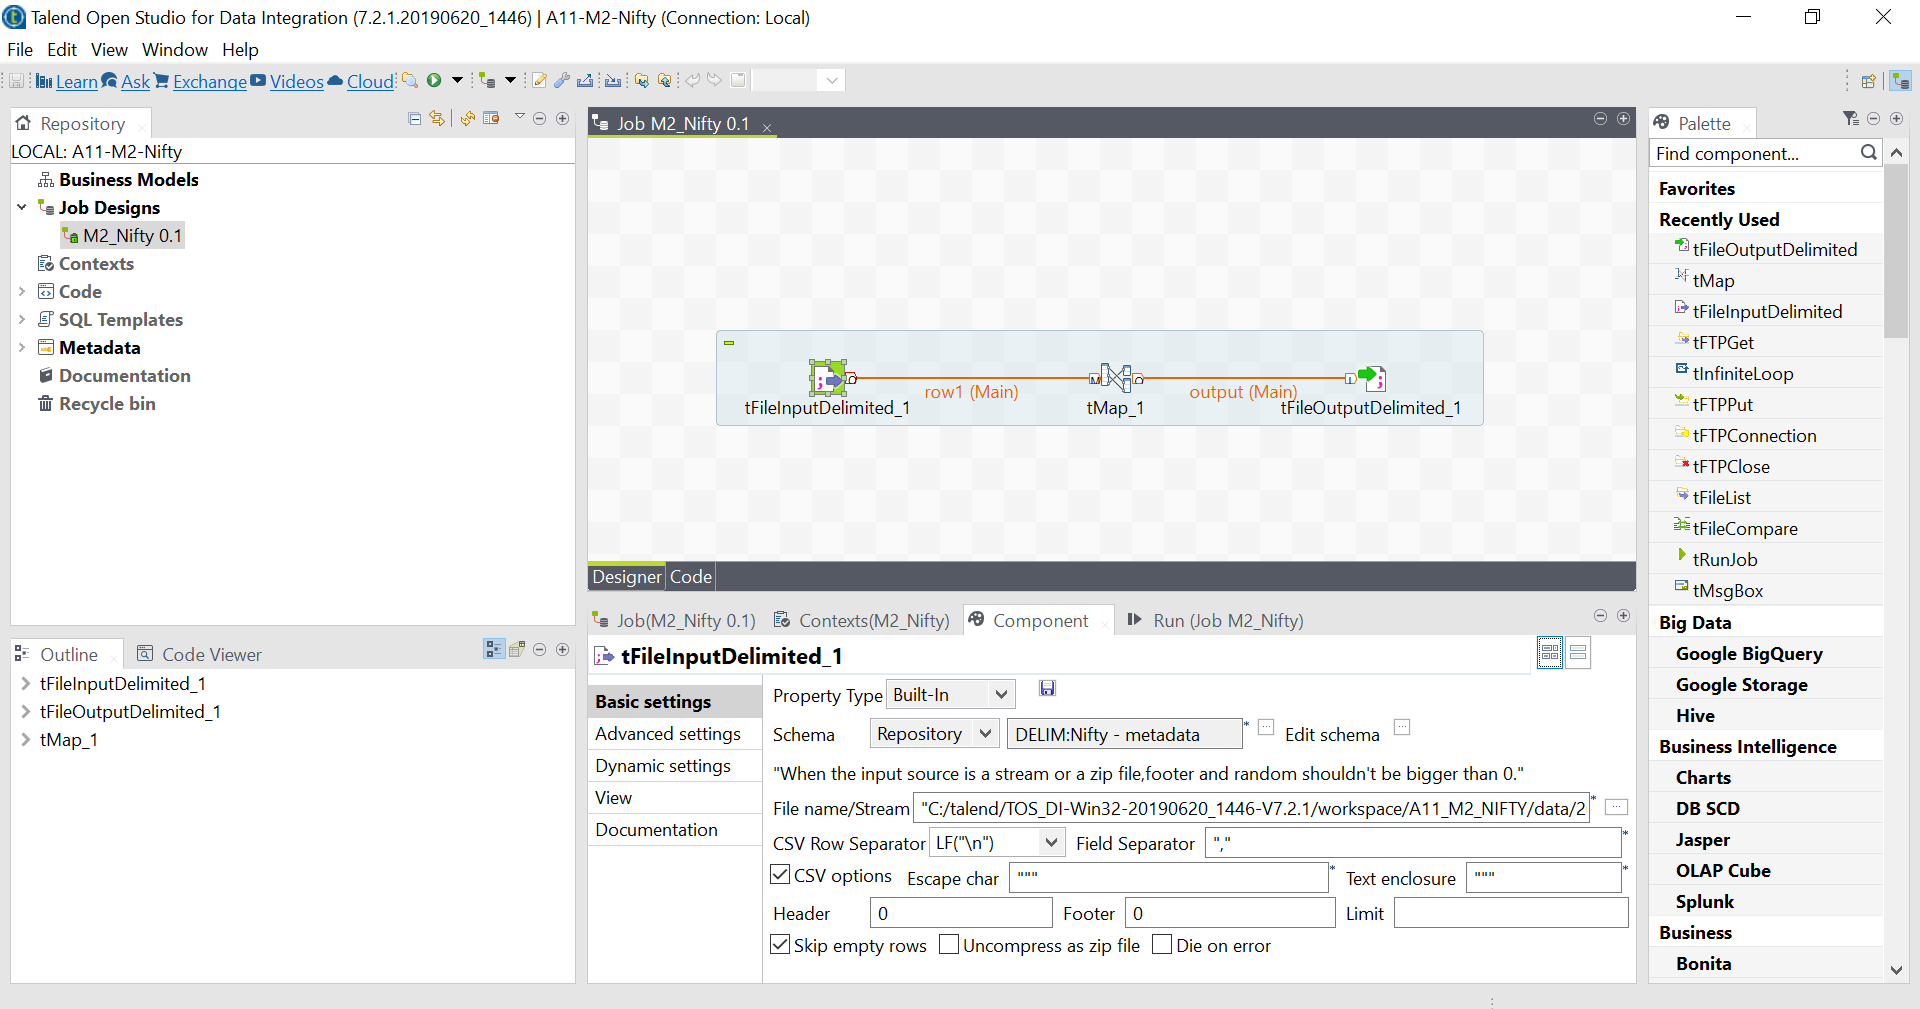 Talend Open Studio for Data Integration (7.2.1.20190620_1446) | A11-M2-Nifty (Connection: Local)
File Edit View Window Help
Learn Ask Exchange Videos Cloud
Repository
LOCAL: A11-M2-Nifty
Business Models
Job Designs
M2_Nifty 0.1
Contexts
Code
SQL Templates
Metadata
Documentation
Recycle bin
Outline Code Viewer
tFileInputDelimited_1
tFileOutputDelimited_1
tMap_1
Job M2_Nifty 0.1
row1 (Main) output (Main)
tFileInputDelimited_1 tMap_1 tFileOutputDelimited_1
Designer Code
Job(M2_Nifty 0.1) Contexts(M2_Nifty) Component Run (Job M2_Nifty)
tFileInputDelimited_1
Basic settings
Advanced settings
Dynamic settings
View
Documentation
Property Type Built-In
Schema Repository DELIM:Nifty - metadata * Edit schema
"When the input source is a stream or a zip file,footer and random shouldn't be bigger than 0."
File name/Stream "C:/talend/TOS_DI-Win32-20190620_1446-V7.2.1/workspace/A11_M2_NIFTY/data/2 *
CSV Row Separator LF("\n") Field Separator "," *
CSV options Escape char """ * Text enclosure """ *
Header 0 Footer 0 Limit
Skip empty rows Uncompress as zip file Die on error
Palette
Find component...
Favorites
Recently Used
tFileOutputDelimited
tMap
tFileInputDelimited
tFTPGet
tInfiniteLoop
tFTPPut
tFTPConnection
tFTPClose
tFileList
tFileCompare
tRunJob
tMsgBox
Big Data
Google BigQuery
Google Storage
Hive
Business Intelligence
Charts
DB SCD
Jasper
OLAP Cube
Splunk
Business
Bonita